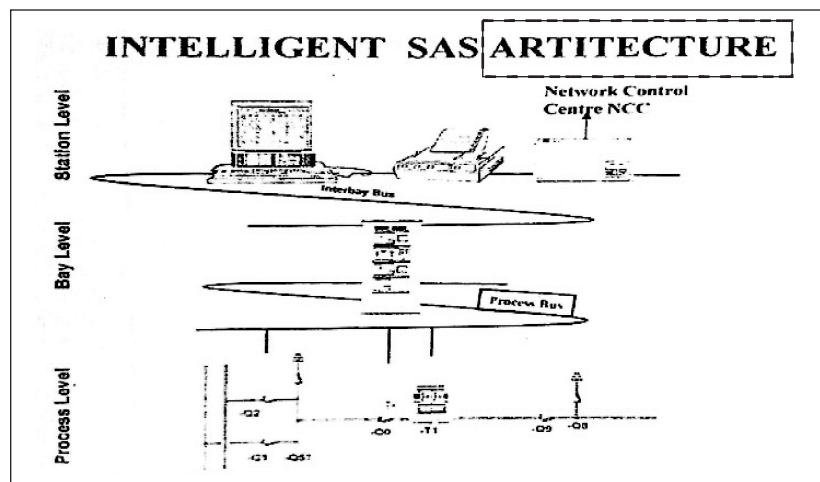 INTELLIGENT SAS ARTITECTURE
Network Control
Centre NCC
Station Level
Interbay Bus
Bay Level
Process Bus
Process Level
-Q2
-Q0
-T1
-Q9
-Q8
-Q1
-Q51